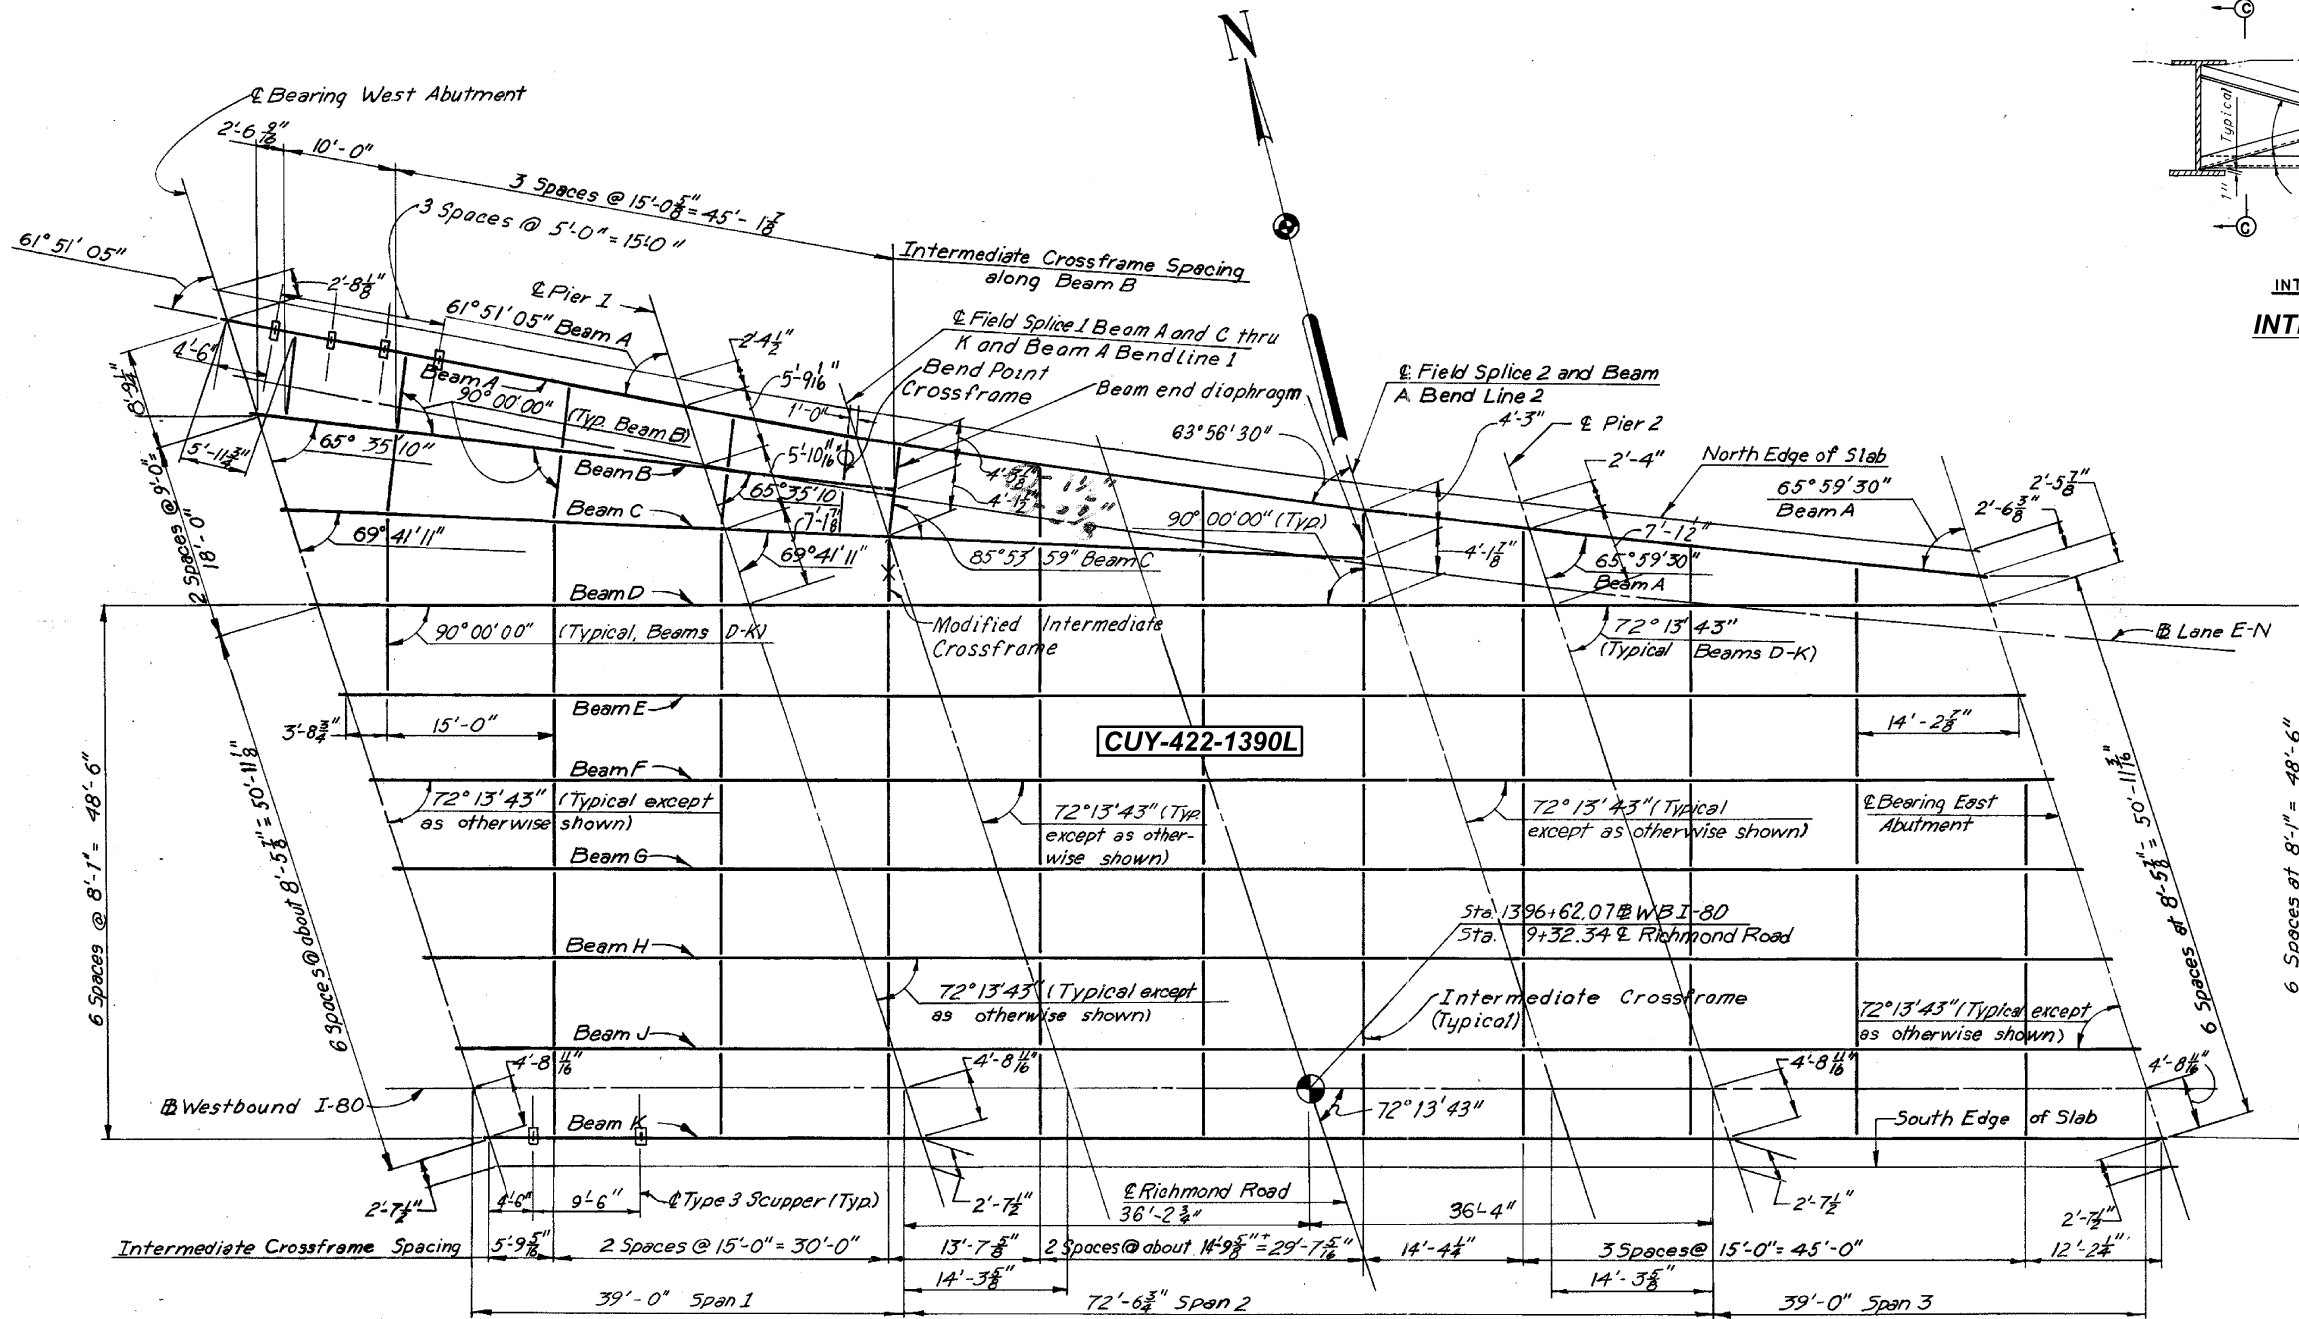 N
C
1" Typical
C
INT
INTE
℄ Bearing West Abutment
2'-6 9/16"
10'-0"
3 Spaces @ 15'-0 5/8" = 45'-1 7/8
3 Spaces @ 5'-0" = 15'0"
61° 51' 05"
2'-8 1/8"
℄ Pier 1
61° 51' 05" Beam A
Intermediate Crossframe Spacing
along Beam B
℄ Field Splice 1 Beam A and C thru
K and Beam A Bend Line 1
Bend Point
Crossframe
Beam end diaphragm
℄ Field Splice 2 and Beam
A Bend Line 2
4'-3"
℄ Pier 2
2'-4 1/2"
5'-9 1/16"
1'-0"
4'-6"
8'-9 1/4"
Beam A
90° 00' 00"
(Typ. Beam B)
63° 56' 30"
2'-4"
North Edge of Slab
65° 59' 30"
Beam A
2'-5 7/8"
2'-6 3/8"
5'-11 3/4"
65° 35' 10"
Beam B
5'-10 1/16"
65° 35' 10
4'-1 1/2"
2 Spaces @ 9'-0" =
18'-0"
Beam C
7'-1 7/8"
90° 00' 00" (Typ.)
7'-1 1/2"
69° 41' 11"
69° 41' 11"
85° 53' 59" Beam C
4'-1 7/8"
65° 59' 30"
Beam A
Beam D
90° 00' 00" (Typical, Beams D-K)
Modified Intermediate
Crossframe
72° 13' 43"
(Typical Beams D-K)
℄ Lane E-N
Beam E
3'-8 3/4"
15'-0"
14'-2 7/8"
CUY-422-1390L
Beam F
72° 13' 43" (Typical except
as otherwise shown)
72° 13' 43" (Typ.
except as other-
wise shown)
72° 13' 43" (Typical
except as otherwise shown)
℄ Bearing East
Abutment
6 Spaces @ 8'-1" = 48'-6"
6 Spaces @ about 8'-5 7/8" = 50'-11 1/8"
6 Spaces at 8'-5 7/8" = 50'-11 3/16"
6 Spaces at 8'-1" = 48'-6"
Beam G
Sta. 1396+62.07 ℄ WB I-80
Sta. 9+32.34 ℄ Richmond Road
Beam H
72° 13' 43" (Typical except
as otherwise shown)
Intermediate Crossframe
(Typical)
72° 13' 43" (Typical except
as otherwise shown)
Beam J
4'-8 11/16"
4'-8 11/16"
4'-8 11/16"
4'-8 11/16"
℄ Westbound I-80
72° 13' 43"
Beam K
South Edge of Slab
2'-7 1/2"
4'-6"
9'-6"
℄ Type 3 Scupper (Typ.)
2'-7 1/2"
℄ Richmond Road
36'-2 3/4"
36'-4"
2'-7 1/2"
2'-7 1/2"
Intermediate Crossframe Spacing
5'-9 5/16"
2 Spaces @ 15'-0" = 30'-0"
13'-7 5/8"
2 Spaces @ about 14'-9 5/8"± = 29'-7 5/16"
14'-4 1/4"
3 Spaces @ 15'-0" = 45'-0"
12'-2 1/4"
14'-3 5/8"
14'-3 5/8"
39'-0" Span 1
72'-6 3/4" Span 2
39'-0" Span 3